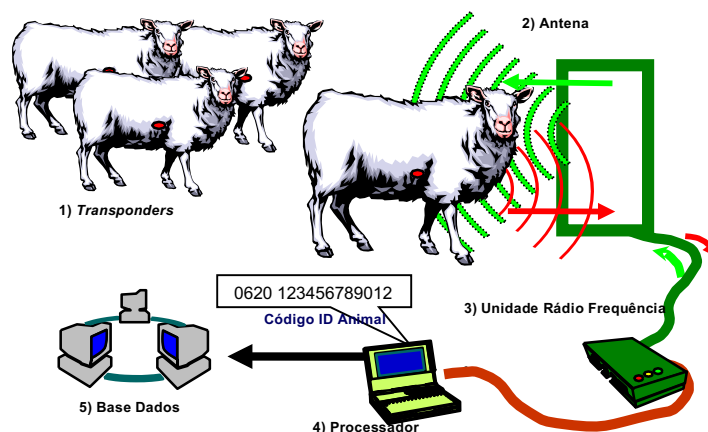 2) Antena
1) Transponders
0620 123456789012
Código ID Animal
3) Unidade Rádio Frequência
5) Base Dados
4) Processador